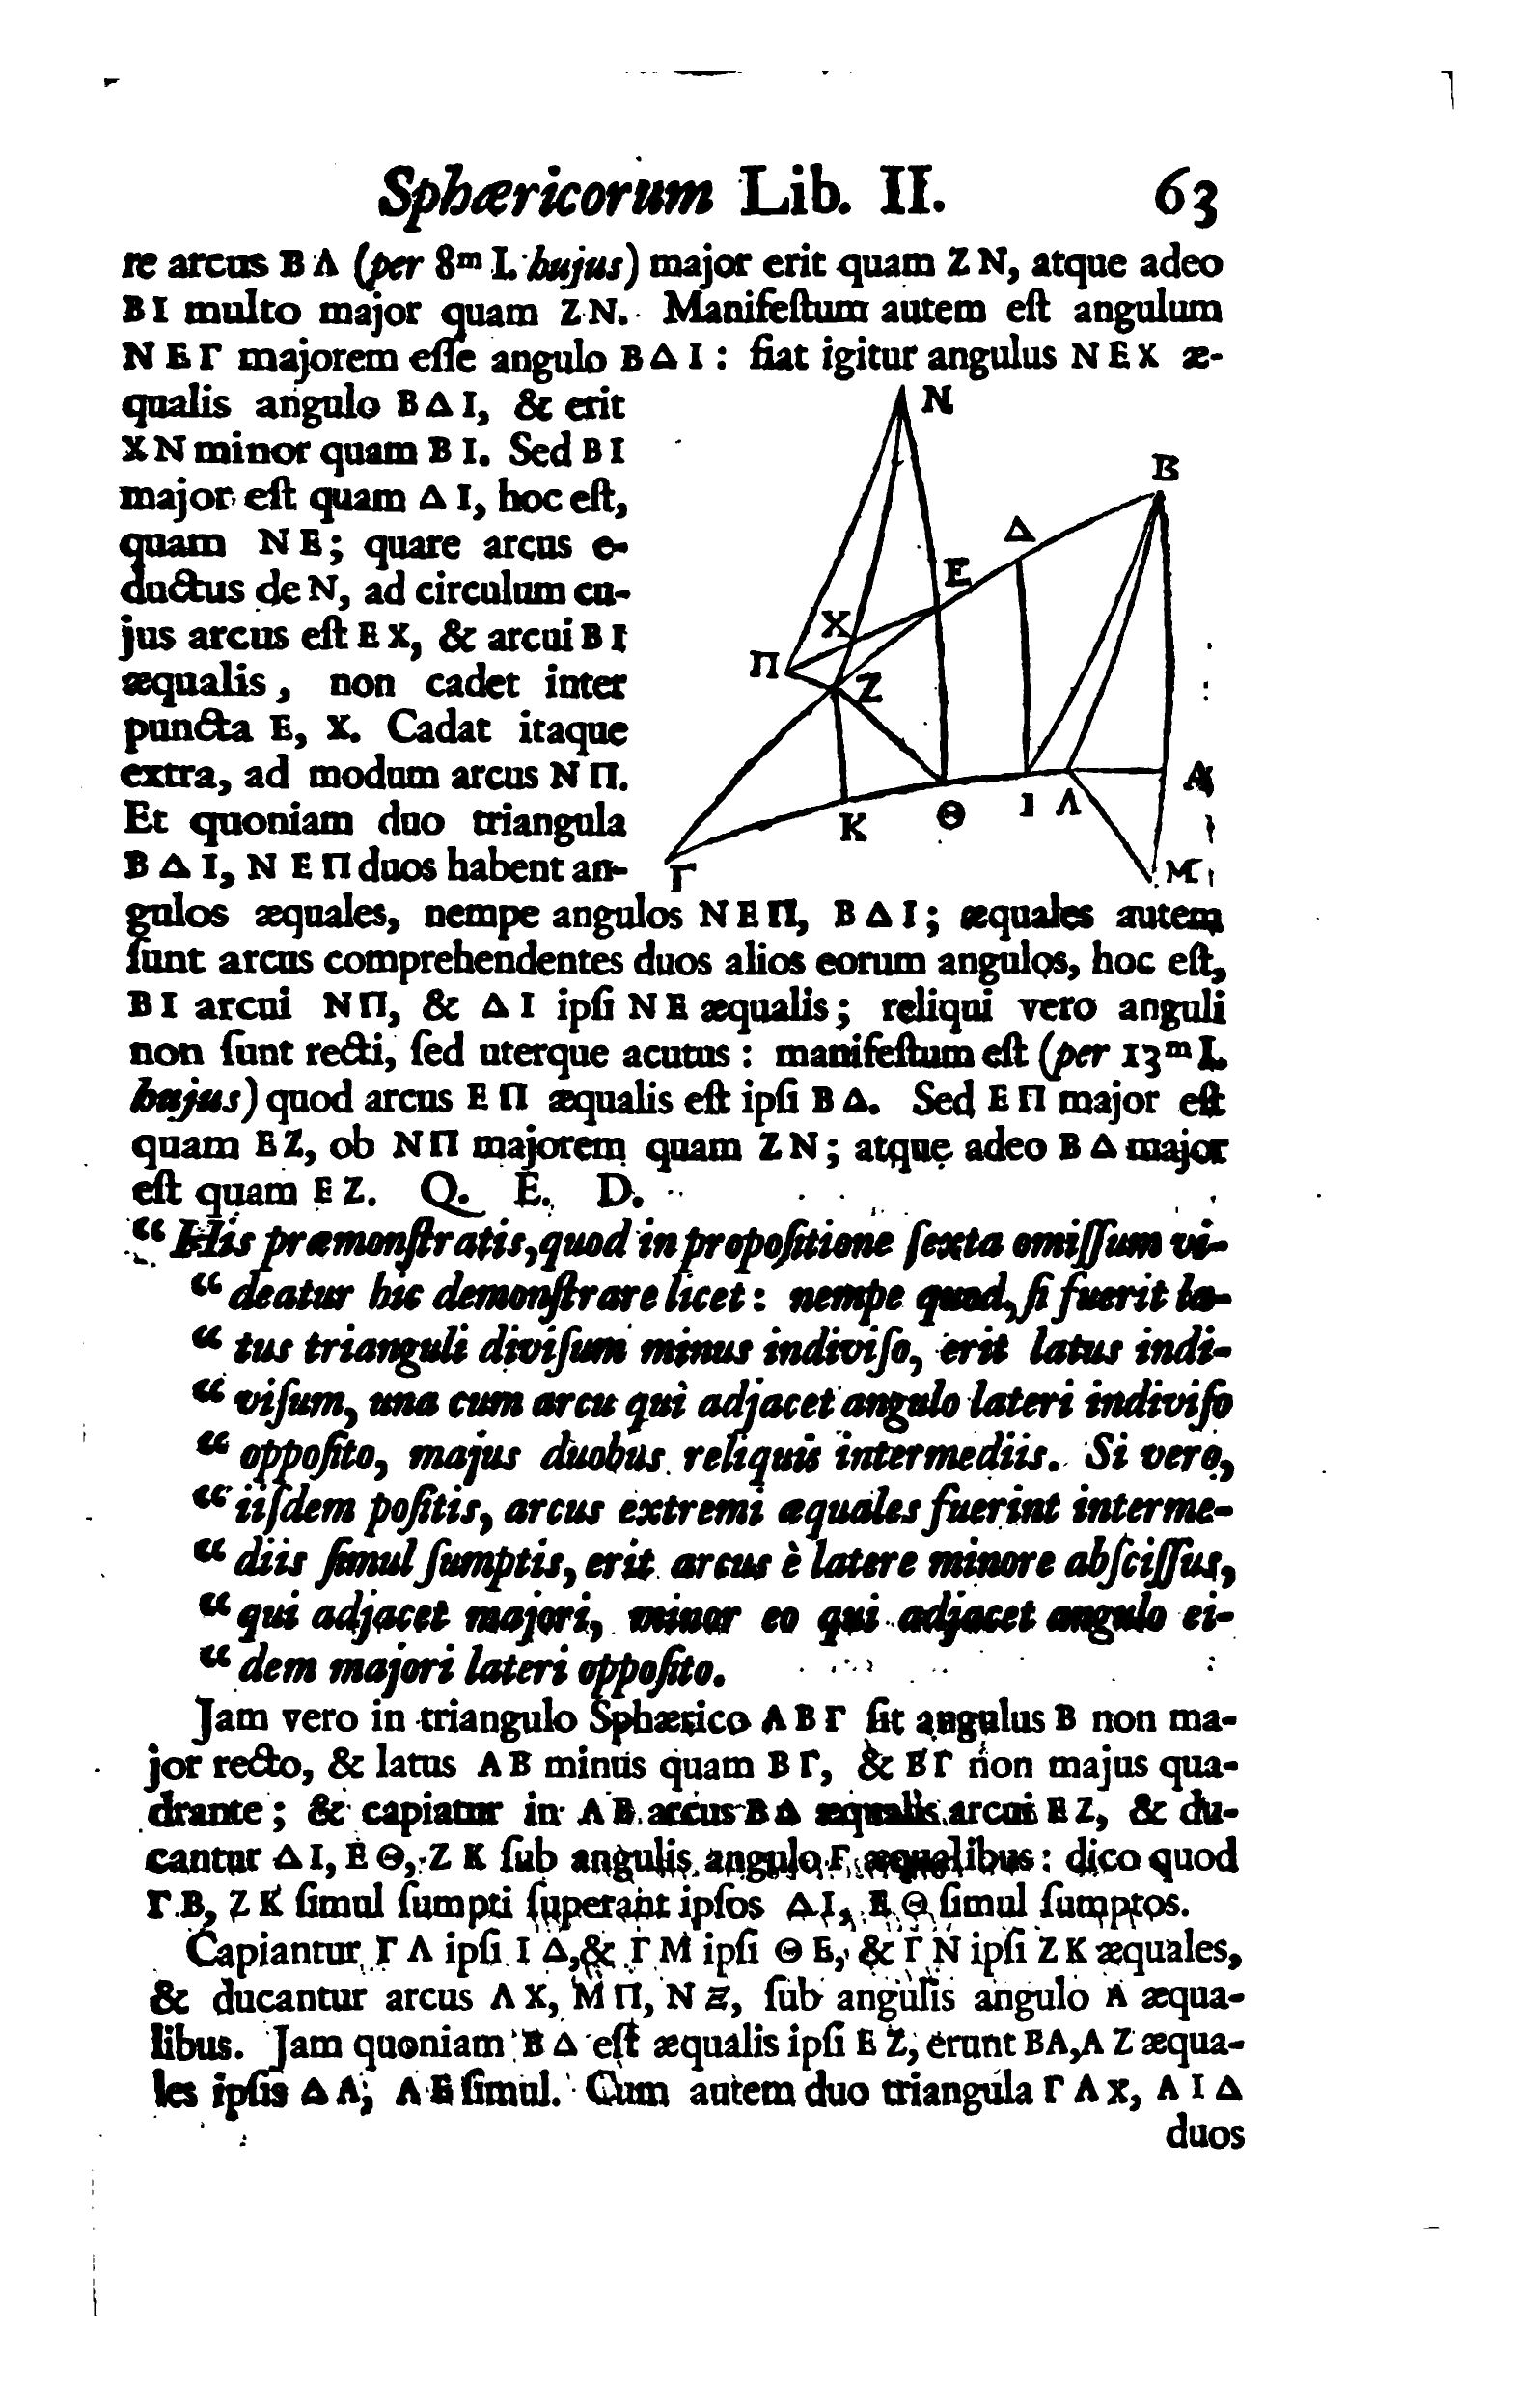 Sphæricorum Lib. II. 63
re arcus Β Λ (per 8ᵐ I. hujus) major erit quam Ζ Ν, atque adeo
Β Ι multo major quam Ζ Ν. Manifeſtum autem eſt angulum
Ν Ε Γ majorem eſſe angulo Β Δ Ι : fiat igitur angulus Ν Ε Χ æ-
qualis angulo Β Δ Ι, & erit
Χ Ν minor quam Β Ι. Sed Β Ι
major eſt quam Δ Ι, hoc eſt,
quam Ν Ε; quare arcus e-
ductus de Ν, ad circulum cu-
jus arcus eſt Ε Χ, & arcui Β Ι
æqualis, non cadet inter
puncta Ε, Χ. Cadat itaque
extra, ad modum arcus Ν Π.
Et quoniam duo triangula
Β Δ Ι, Ν Ε Π duos habent an-
gulos æquales, nempe angulos Ν Ε Π, Β Δ Ι; æquales autem
ſunt arcus comprehendentes duos alios eorum angulos, hoc eſt,
Β Ι arcui Ν Π, & Δ Ι ipſi Ν Ε æqualis; reliqui vero anguli
non ſunt recti, ſed uterque acutus : manifeſtum eſt (per 13ᵐ I.
hujus) quod arcus Ε Π æqualis eſt ipſi Β Δ. Sed Ε Π major eſt
quam Ε Ζ, ob Ν Π majorem quam Ζ Ν; atque adeo Β Δ major
eſt quam Ε Ζ. Q. E. D.
“ His præmonſtratis, quod in propoſitione ſexta omiſſum vi-
“ deatur hic demonſtrare licet : nempe quod, ſi fuerit la-
“ tus trianguli diviſum minus indiviſo, erit latus indi-
“ viſum, una cum arcu qui adjacet angulo lateri indiviſo
“ oppoſito, majus duobus reliquis intermediis. Si vero,
“ iiſdem poſitis, arcus extremi æquales fuerint interme-
“ diis ſimul ſumptis, erit arcus è latere minore abſciſſus,
“ qui adjacet majori, minor eo qui adjacet angulo ei-
“ dem majori lateri oppoſito.
Jam vero in triangulo Sphærico Α Β Γ ſit angulus Β non ma-
jor recto, & latus Α Β minus quam Β Γ, & Β Γ non majus qua-
drante; & capiatur in Α Β arcus Β Δ æqualis arcui Ε Ζ, & du-
cantur Δ Ι, Ε Θ, Ζ Κ ſub angulis angulo Γ æqualibus : dico quod
Γ Β, Ζ Κ ſimul ſumpti ſuperant ipſos Δ Ι, Ε Θ ſimul ſumptos.
Capiantur Γ Λ ipſi Ι Δ, & Γ Μ ipſi Θ Ε, & Γ Ν ipſi Ζ Κ æquales,
& ducantur arcus Λ Χ, Μ Π, Ν Ξ, ſub angulis angulo Α æqua-
libus. Jam quoniam Β Δ eſt æqualis ipſi Ε Ζ, erunt Β Α, Α Ζ æqua-
les ipſis Δ Α, Α Ε ſimul. Cum autem duo triangula Γ Λ Χ, Α Ι Δ
duos
Ν
Β
Δ
Ε
Χ
Π
Ζ
Α
Κ
Θ
Ι
Λ
Γ
Μ